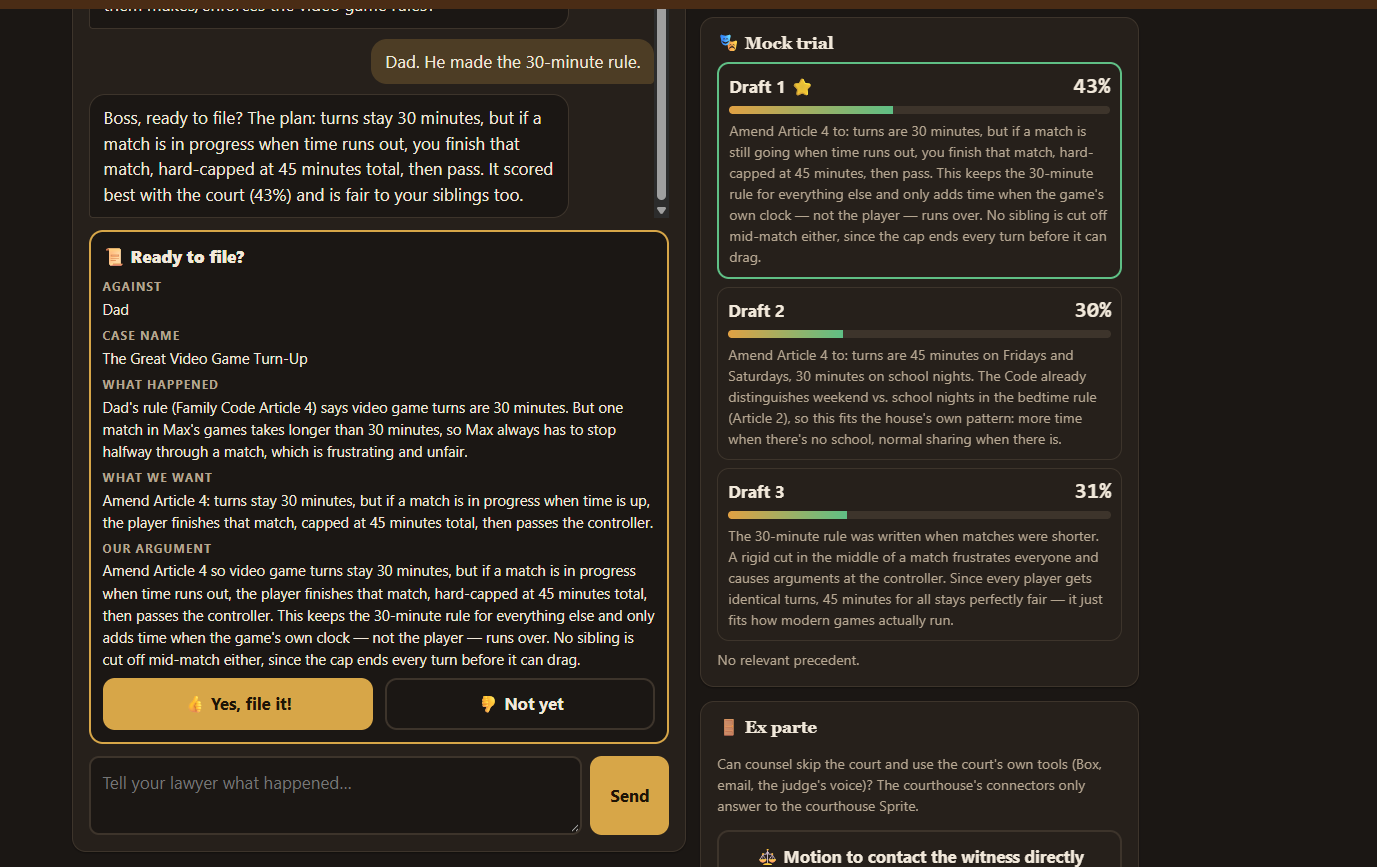 them makes/enforces the video game rules?
Dad. He made the 30-minute rule.
Boss, ready to file? The plan: turns stay 30 minutes, but if a
match is in progress when time runs out, you finish that
match, hard-capped at 45 minutes total, then pass. It scored
best with the court (43%) and is fair to your siblings too.
Ready to file?
AGAINST
Dad
CASE NAME
The Great Video Game Turn-Up
WHAT HAPPENED
Dad's rule (Family Code Article 4) says video game turns are 30 minutes. But one
match in Max's games takes longer than 30 minutes, so Max always has to stop
halfway through a match, which is frustrating and unfair.
WHAT WE WANT
Amend Article 4: turns stay 30 minutes, but if a match is in progress when time is up,
the player finishes that match, capped at 45 minutes total, then passes the controller.
OUR ARGUMENT
Amend Article 4 so video game turns stay 30 minutes, but if a match is in progress
when time runs out, the player finishes that match, hard-capped at 45 minutes total,
then passes the controller. This keeps the 30-minute rule for everything else and only
adds time when the game's own clock — not the player — runs over. No sibling is
cut off mid-match either, since the cap ends every turn before it can drag.
Yes, file it!
Not yet
Tell your lawyer what happened...
Send
Mock trial
Draft 1
43%
Amend Article 4 to: turns are 30 minutes, but if a match is
still going when time runs out, you finish that match, hard-
capped at 45 minutes, then pass. This keeps the 30-minute
rule for everything else and only adds time when the game's
own clock — not the player — runs over. No sibling is cut off
mid-match either, since the cap ends every turn before it can
drag.
Draft 2
30%
Amend Article 4 to: turns are 45 minutes on Fridays and
Saturdays, 30 minutes on school nights. The Code already
distinguishes weekend vs. school nights in the bedtime rule
(Article 2), so this fits the house's own pattern: more time
when there's no school, normal sharing when there is.
Draft 3
31%
The 30-minute rule was written when matches were shorter.
A rigid cut in the middle of a match frustrates everyone and
causes arguments at the controller. Since every player gets
identical turns, 45 minutes for all stays perfectly fair — it just
fits how modern games actually run.
No relevant precedent.
Ex parte
Can counsel skip the court and use the court's own tools (Box,
email, the judge's voice)? The courthouse's connectors only
answer to the courthouse Sprite.
Motion to contact the witness directly